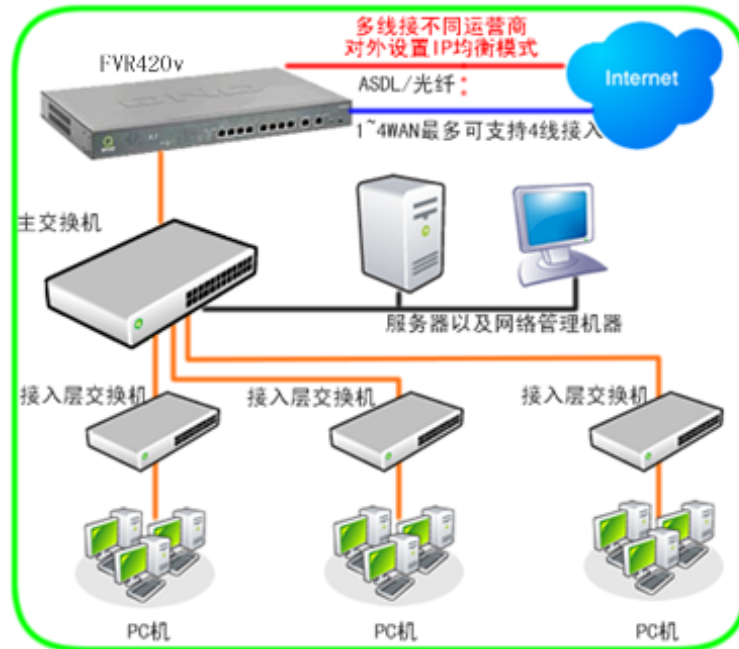 多线接不同运营商
对外设置IP均衡模式
FVR420v
Internet
ASDL/光纤
1~4WAN最多可支持4线接入
主交换机
服务器以及网络管理机器
接入层交换机
接入层交换机
接入层交换机
PC机
PC机
PC机